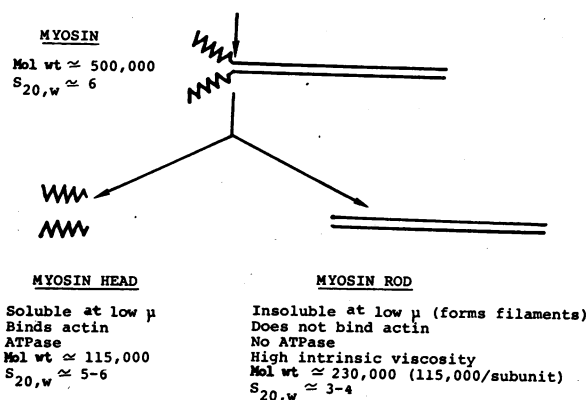 MYOSIN
Mol wt ≃ 500,000
S20,w ≃ 6
MYOSIN HEAD
Soluble at low μ
Binds actin
ATPase
Mol wt ≃ 115,000
S20,w ≃ 5-6
MYOSIN ROD
Insoluble at low μ (forms filaments)
Does not bind actin
No ATPase
High intrinsic viscosity
Mol wt ≃ 230,000 (115,000/subunit)
S20,w ≃ 3-4